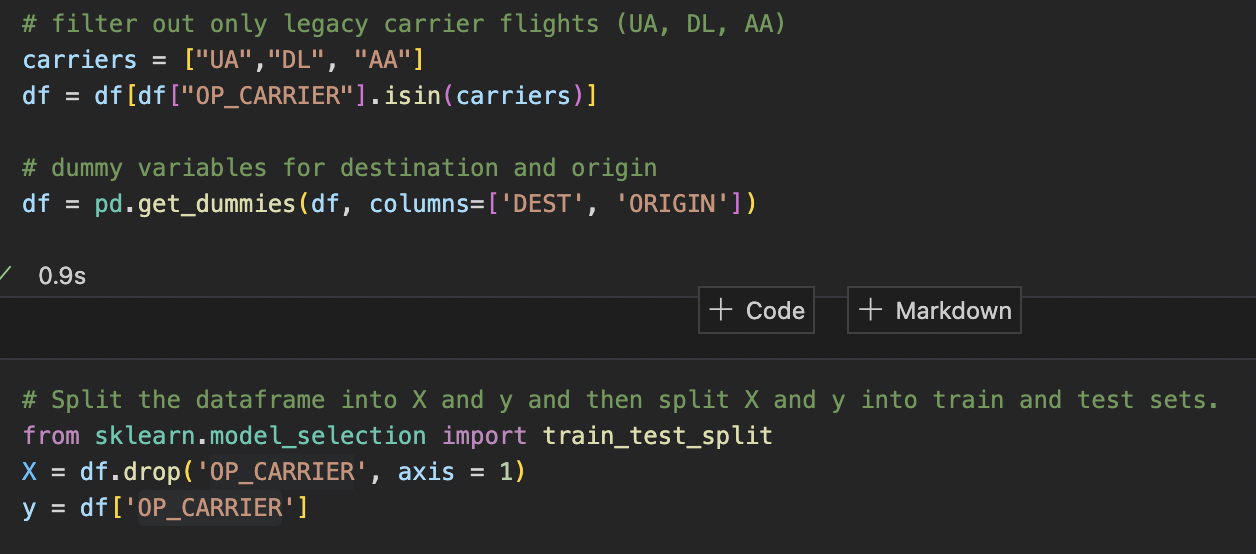 # filter out only legacy carrier flights (UA, DL, AA)
carriers = ["UA","DL", "AA"]
df = df[df["OP_CARRIER"].isin(carriers)]
# dummy variables for destination and origin
df = pd.get_dummies(df, columns=['DEST', 'ORIGIN'])
0.9s
+ Code + Markdown
# Split the dataframe into X and y and then split X and y into train and test sets.
from sklearn.model_selection import train_test_split
X = df.drop('OP_CARRIER', axis = 1)
y = df['OP_CARRIER']